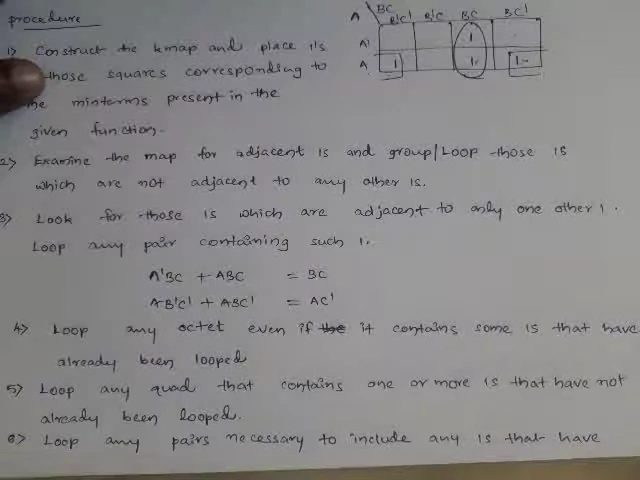 procedure
A \ BC
B'C' B'C BC BC'
A' 1
A 1 1 1
1) Construct the kmap and place 1's
those squares corresponding to
minterms present in the
given function.
2) Examine the map for adjacent 1s and group/Loop those 1s
which are not adjacent to any other 1s.
3) Look for those 1s which are adjacent to only one other 1.
Loop any pair containing such 1.
A'BC + ABC = BC
AB'C' + ABC' = AC'
4) Loop any octet even if it contains some 1s that have
already been looped
5) Loop any quad that contains one or more 1s that have not
already been looped.
6) Loop any pairs necessary to include any 1s that have